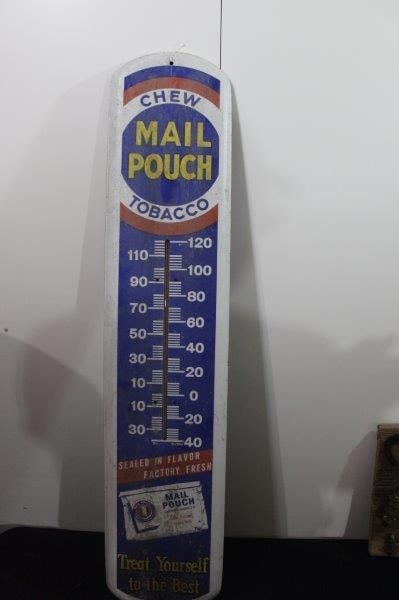 CHEW
MAIL
POUCH
TOBACCO
120
110
100
90
80
70
60
50
40
30
20
10
0
10
20
30
40
SEALED IN FLAVOR
FACTORY FRESH
MAIL
POUCH
Treat Yourself
to the Best